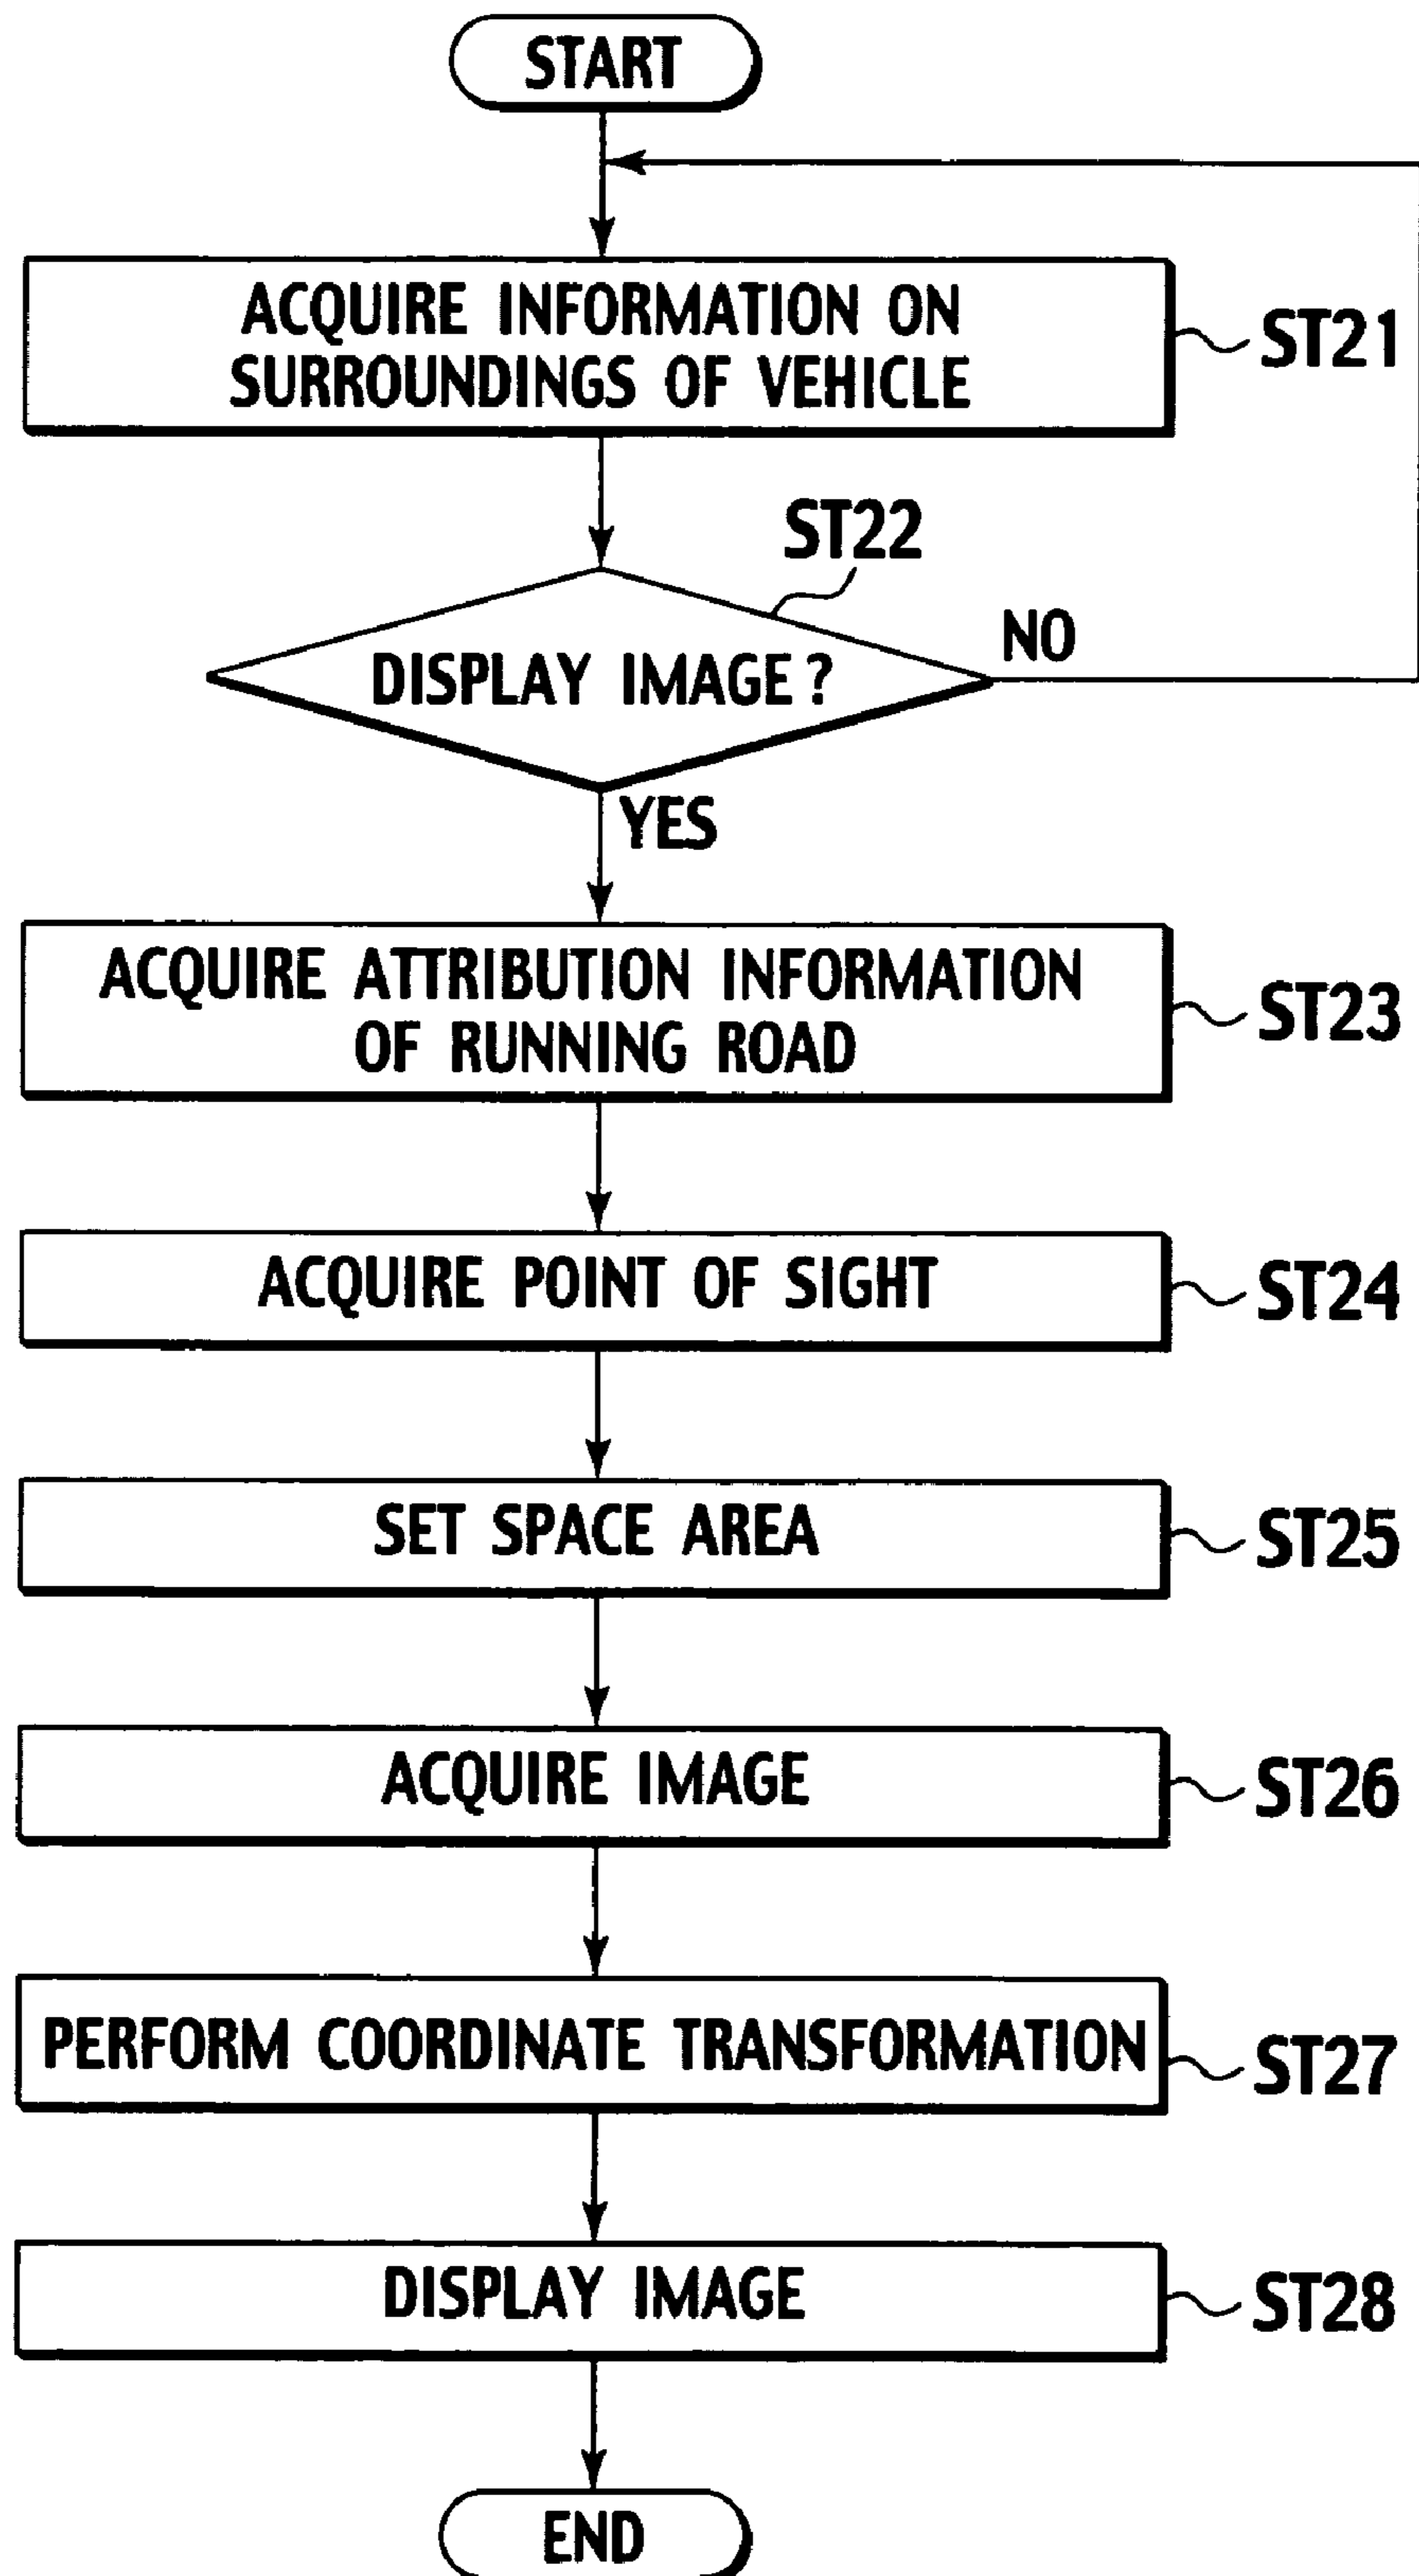 START
ACQUIRE INFORMATION ON
SURROUNDINGS OF VEHICLE
ST21
ST22
DISPLAY IMAGE?
NO
YES
ACQUIRE ATTRIBUTION INFORMATION
OF RUNNING ROAD
ST23
ACQUIRE POINT OF SIGHT
ST24
SET SPACE AREA
ST25
ACQUIRE IMAGE
ST26
PERFORM COORDINATE TRANSFORMATION
ST27
DISPLAY IMAGE
ST28
END